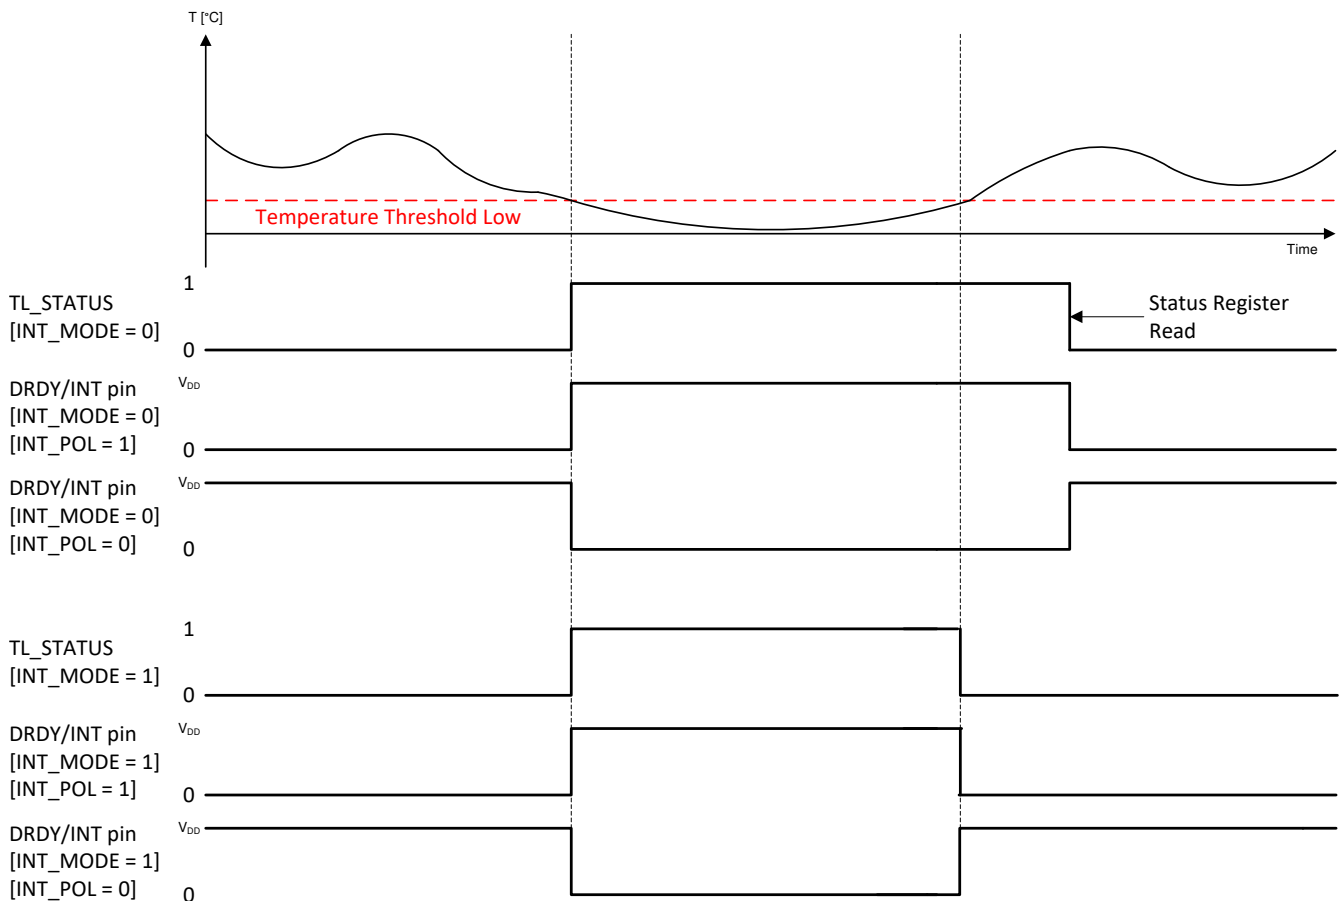 T [°C]
Temperature Threshold Low
Time
1
TL_STATUS
[INT_MODE = 0]
0
Status Register
Read
DRDY/INT pin
[INT_MODE = 0]
[INT_POL = 1]
VDD
0
DRDY/INT pin
[INT_MODE = 0]
[INT_POL = 0]
VDD
0
1
TL_STATUS
[INT_MODE = 1]
0
DRDY/INT pin
[INT_MODE = 1]
[INT_POL = 1]
VDD
0
DRDY/INT pin
[INT_MODE = 1]
[INT_POL = 0]
VDD
0